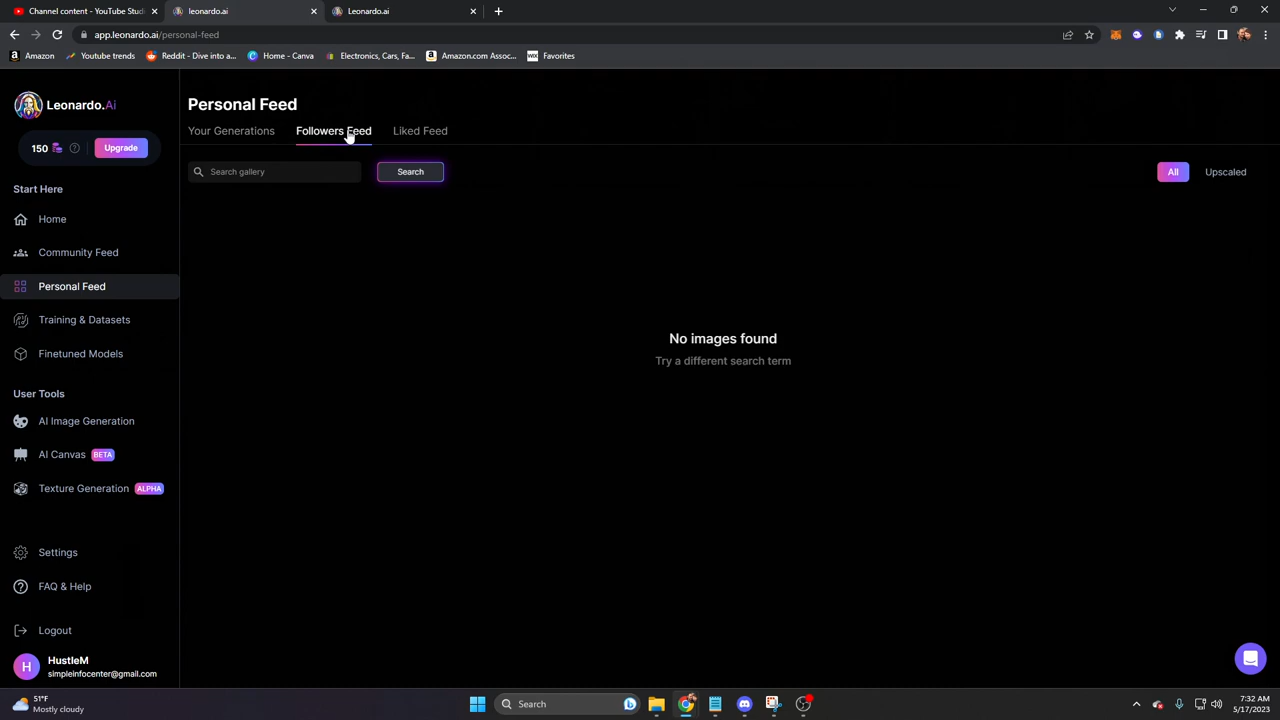 Channel content - YouTube Studi
leonardo.ai
Leonardo.ai
app.leonardo.ai/personal-feed
Amazon
Youtube trends
Reddit - Dive into a...
Home - Canva
Electronics, Cars, Fa...
Amazon.com Assoc...
WIX
Favorites
Leonardo.Ai
150
Upgrade
Start Here
Home
Community Feed
Personal Feed
Training & Datasets
Finetuned Models
User Tools
AI Image Generation
AI Canvas BETA
Texture Generation ALPHA
Settings
FAQ & Help
Logout
H
HustleM
simpleinfocenter@gmail.com
Personal Feed
Your Generations
Followers Feed
Liked Feed
Search gallery
Search
All
Upscaled
No images found
Try a different search term
51°F
Mostly cloudy
Search
7:32 AM
5/17/2023